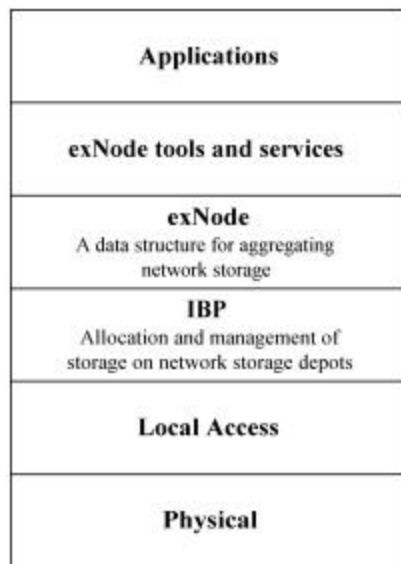 Applications
exNode tools and services
exNode
A data structure for aggregating
network storage
IBP
Allocation and management of
storage on network storage depots
Local Access
Physical